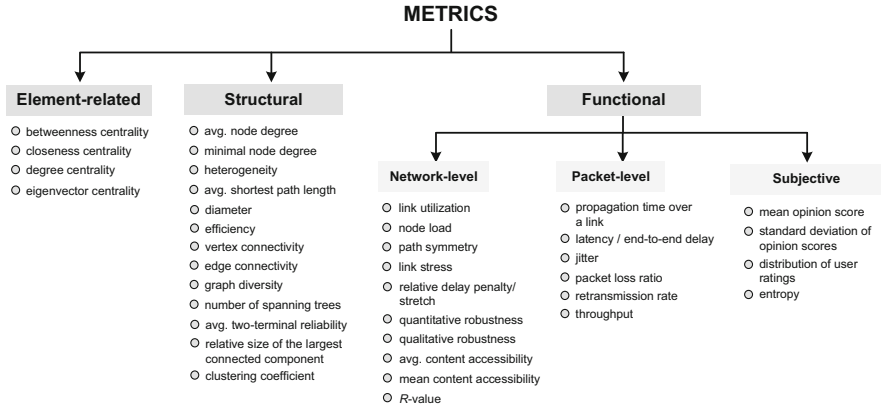 METRICS
Element-related
betweenness centrality
closeness centrality
degree centrality
eigenvector centrality
Structural
avg. node degree
minimal node degree
heterogeneity
avg. shortest path length
diameter
efficiency
vertex connectivity
edge connectivity
graph diversity
number of spanning trees
avg. two-terminal reliability
relative size of the largest
connected component
clustering coefficient
Functional
Network-level
link utilization
node load
path symmetry
link stress
relative delay penalty/
stretch
quantitative robustness
qualitative robustness
avg. content accessibility
mean content accessibility
R-value
Packet-level
propagation time over
a link
latency / end-to-end delay
jitter
packet loss ratio
retransmission rate
throughput
Subjective
mean opinion score
standard deviation of
opinion scores
distribution of user
ratings
entropy